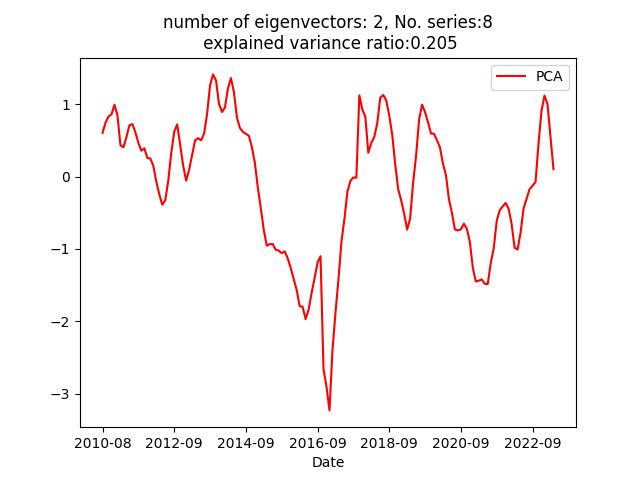 number of eigenvectors: 2, No. series:8
explained variance ratio:0.205
PCA
1
0
−1
−2
−3
2010-08 2012-09 2014-09 2016-09 2018-09 2020-09 2022-09
Date